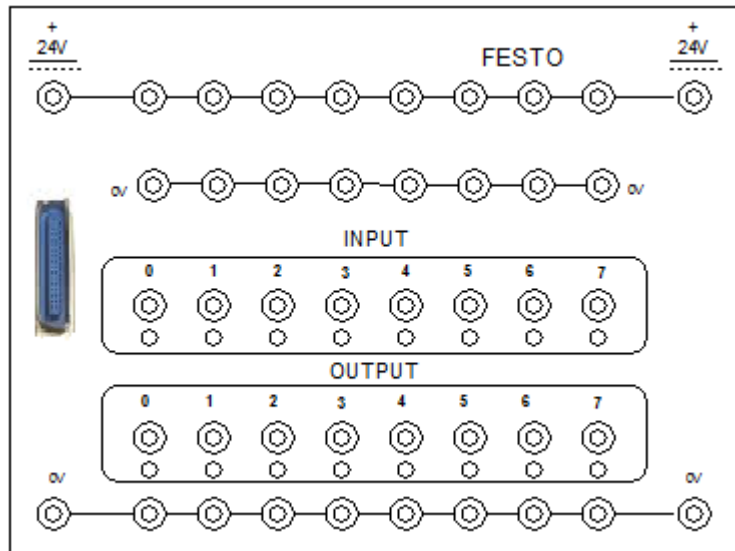 + +
24V 24V
FESTO
0V 0V
INPUT
0 1 2 3 4 5 6 7
OUTPUT
0 1 2 3 4 5 6 7
0V 0V